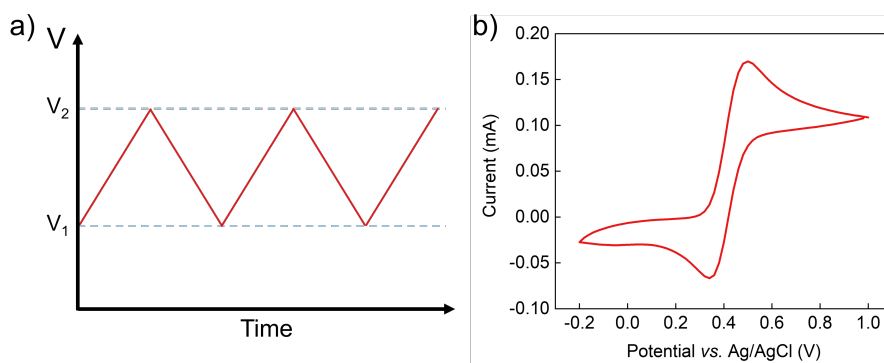 a)
V
V2
V1
Time
b)
0.20
0.15
0.10
0.05
0.00
-0.05
-0.10
Current (mA)
-0.2 0.0 0.2 0.4 0.6 0.8 1.0
Potential vs. Ag/AgCl (V)